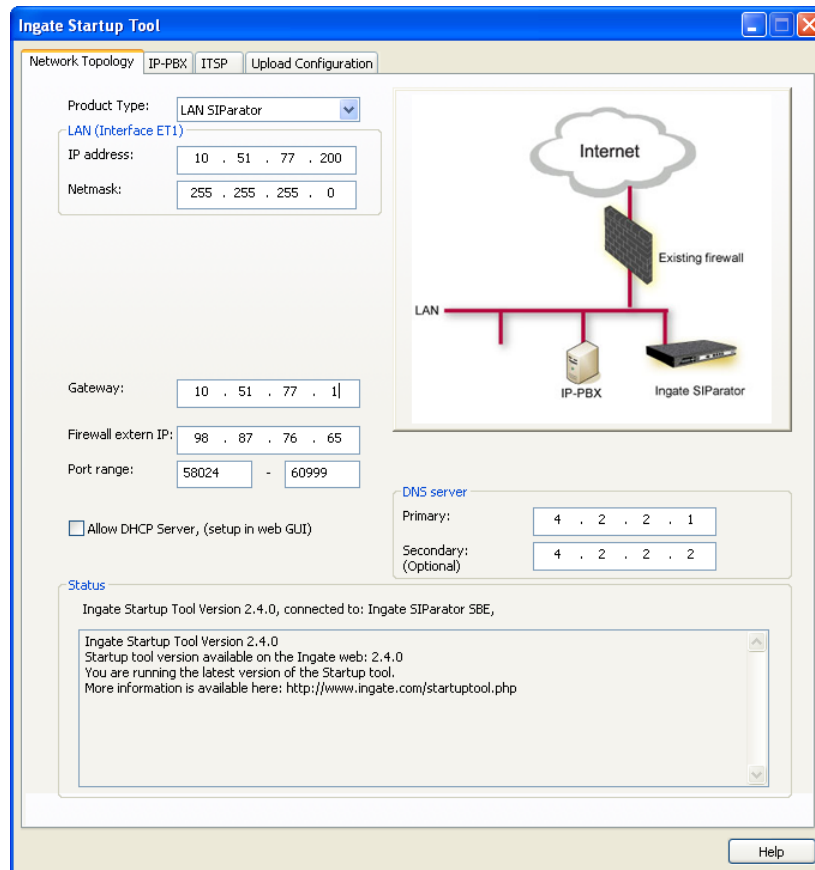 Ingate Startup Tool
Network Topology IP-PBX ITSP Upload Configuration
Product Type: LAN SIParator
LAN (Interface ET1)
IP address: 10 . 51 . 77 . 200
Netmask: 255 . 255 . 255 . 0
Internet
Existing firewall
LAN
IP-PBX
Ingate SIParator
Gateway: 10 . 51 . 77 . 1
Firewall extern IP: 98 . 87 . 76 . 65
Port range: 58024 - 60999
Allow DHCP Server, (setup in web GUI)
DNS server
Primary: 4 . 2 . 2 . 1
Secondary: 4 . 2 . 2 . 2
(Optional)
Status
Ingate Startup Tool Version 2.4.0, connected to: Ingate SIParator SBE,
Ingate Startup Tool Version 2.4.0
Startup tool version available on the Ingate web: 2.4.0
You are running the latest version of the Startup tool.
More information is available here: http://www.ingate.com/startuptool.php
Help